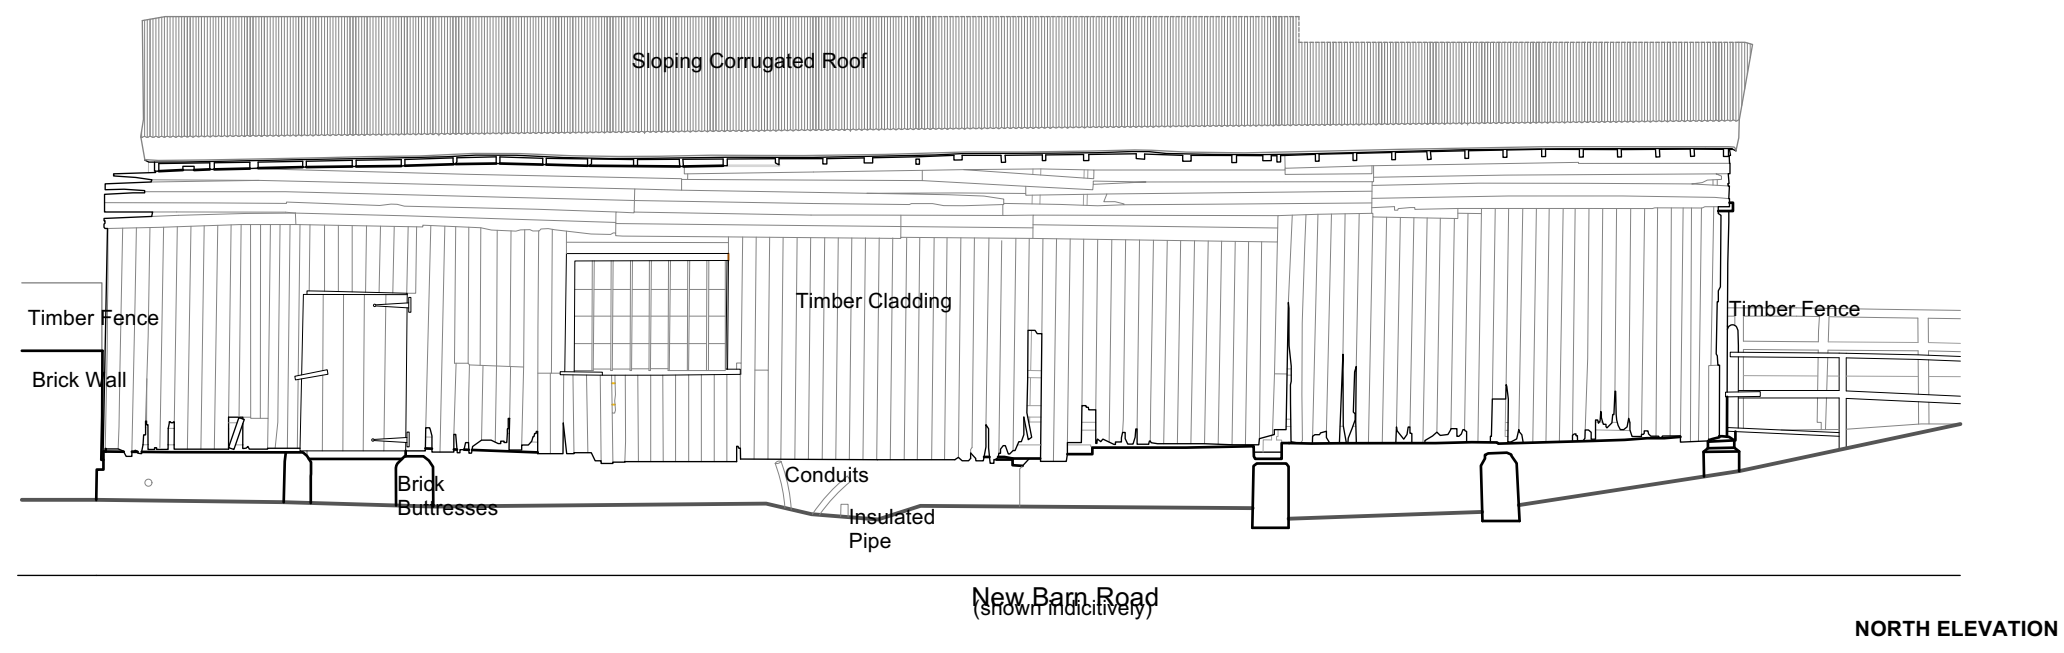 Sloping Corrugated Roof
Timber Cladding
Timber Fence
Timber Fence
Brick Wall
Conduits
Brick
Buttresses
Insulated
Pipe
New Barn Road
(shown indicitively)
NORTH ELEVATION